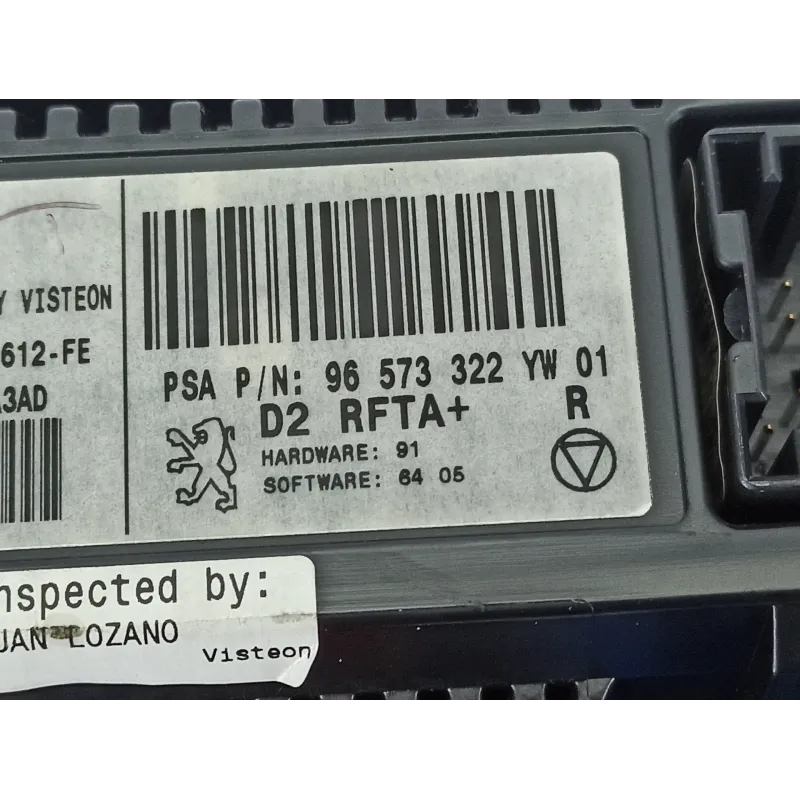 Y VISTEON
612-FE
3AD
PSA P/N: 96 573 322 YW 01
D2 RFTA+ R
HARDWARE: 91
SOFTWARE: 64 05
nspected by:
UAN LOZANO
Visteon